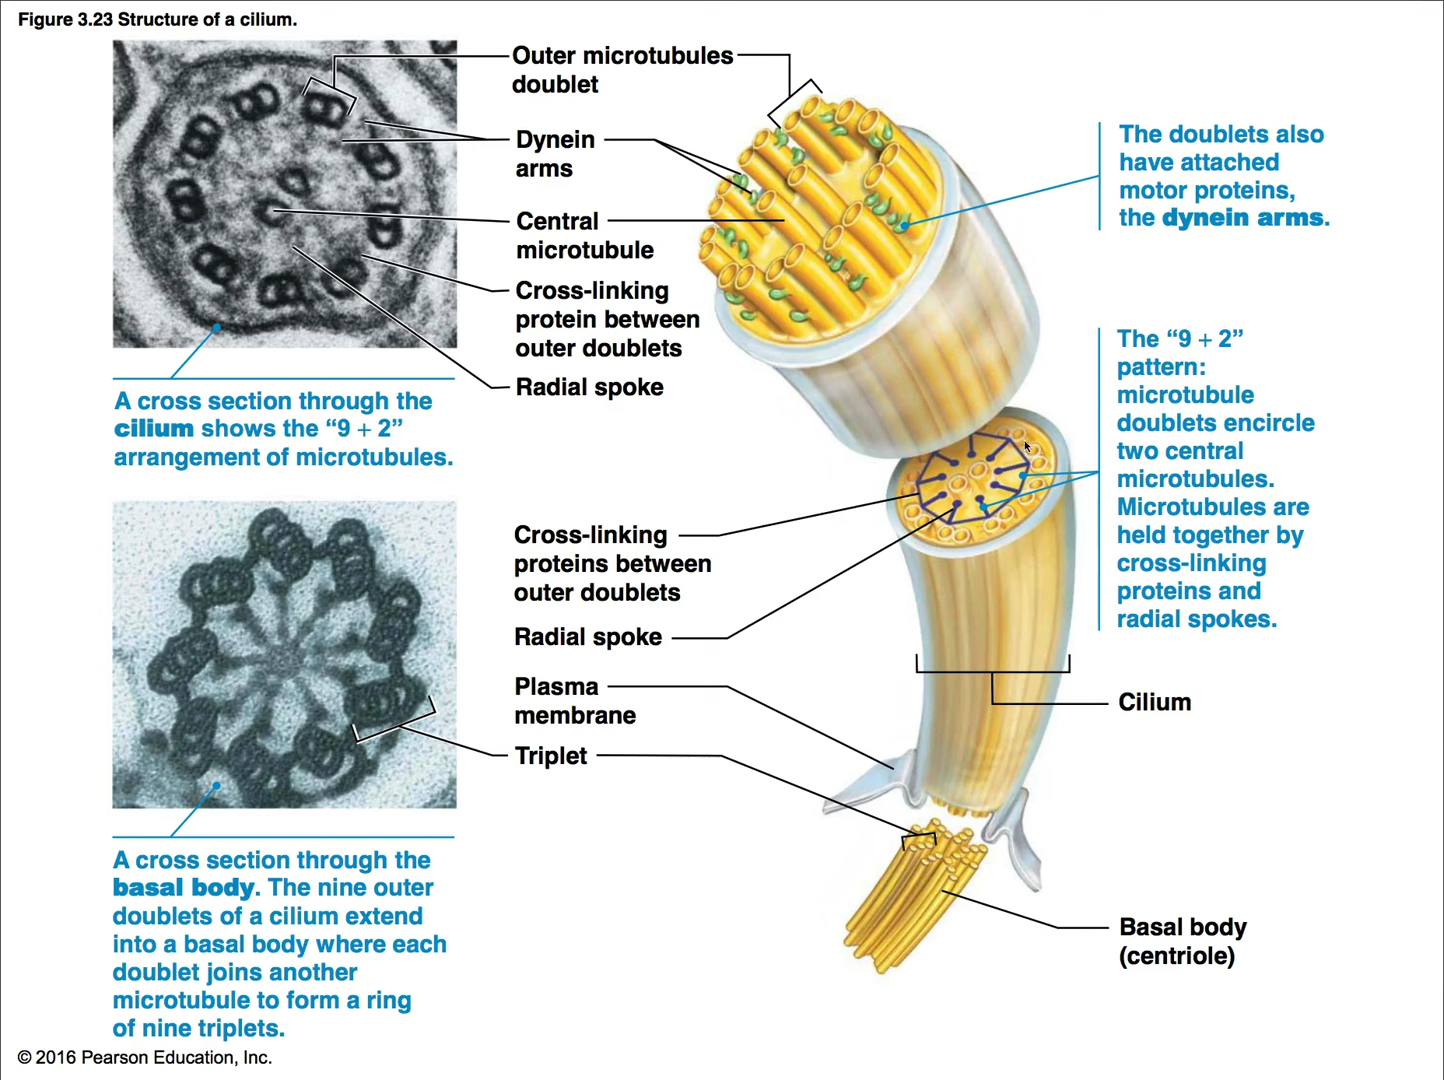 Figure 3.23 Structure of a cilium.
Outer microtubules
doublet
Dynein
arms
Central
microtubule
Cross-linking
protein between
outer doublets
Radial spoke
The doublets also
have attached
motor proteins,
the dynein arms.
A cross section through the
cilium shows the “9 + 2”
arrangement of microtubules.
The “9 + 2”
pattern:
microtubule
doublets encircle
two central
microtubules.
Microtubules are
held together by
cross-linking
proteins and
radial spokes.
Cross-linking
proteins between
outer doublets
Radial spoke
Plasma
membrane
Triplet
Cilium
Basal body
(centriole)
A cross section through the
basal body. The nine outer
doublets of a cilium extend
into a basal body where each
doublet joins another
microtubule to form a ring
of nine triplets.
© 2016 Pearson Education, Inc.